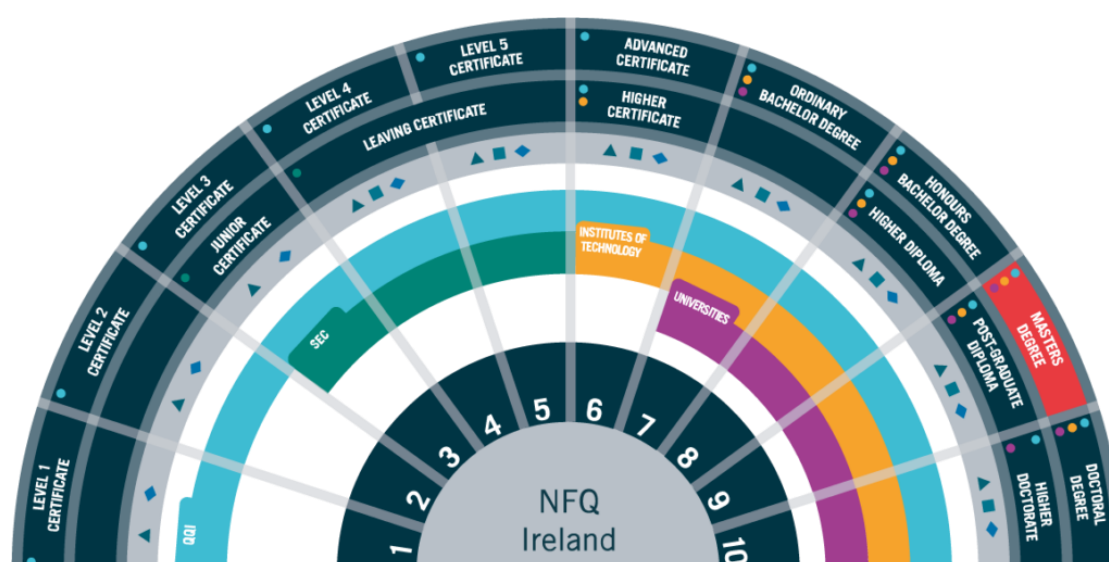 LEVEL 1
CERTIFICATE
LEVEL 2
CERTIFICATE
LEVEL 3
CERTIFICATE
JUNIOR
CERTIFICATE
LEVEL 4
CERTIFICATE
LEVEL 5
CERTIFICATE
LEAVING CERTIFICATE
ADVANCED
CERTIFICATE
HIGHER
CERTIFICATE
ORDINARY
BACHELOR DEGREE
HONOURS
BACHELOR DEGREE
HIGHER DIPLOMA
MASTERS
DEGREE
POST-GRADUATE
DIPLOMA
DOCTORAL
DEGREE
HIGHER
DOCTORATE
QQI
SEC
INSTITUTES OF
TECHNOLOGY
UNIVERSITIES
1
2
3
4
5
6
7
8
9
10
NFQ
Ireland